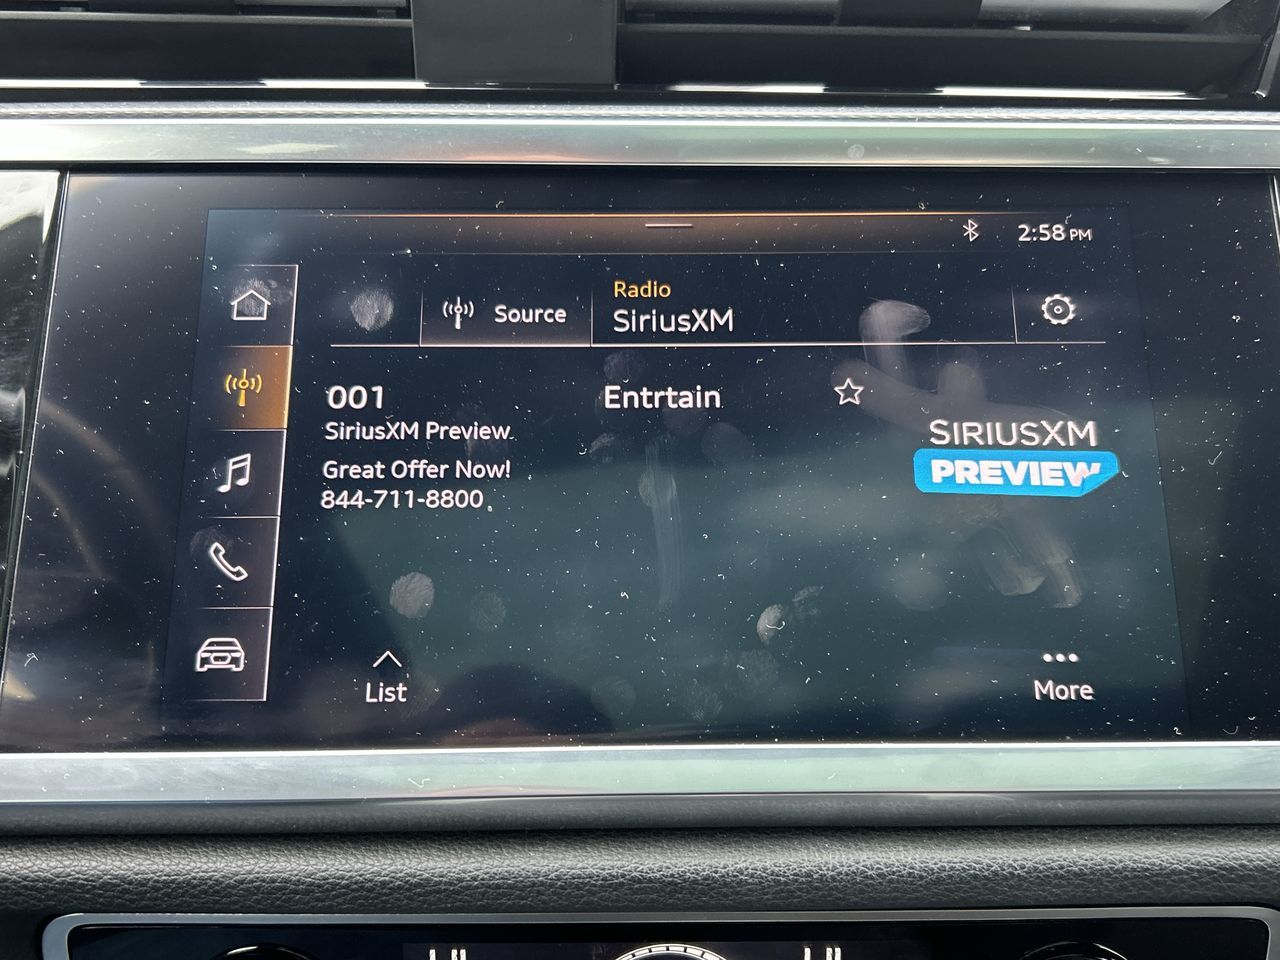 2:58 PM
Source
Radio
SiriusXM
001
Entrtain
SiriusXM Preview
SIRIUSXM
PREVIEW
Great Offer Now!
844-711-8800
List
More